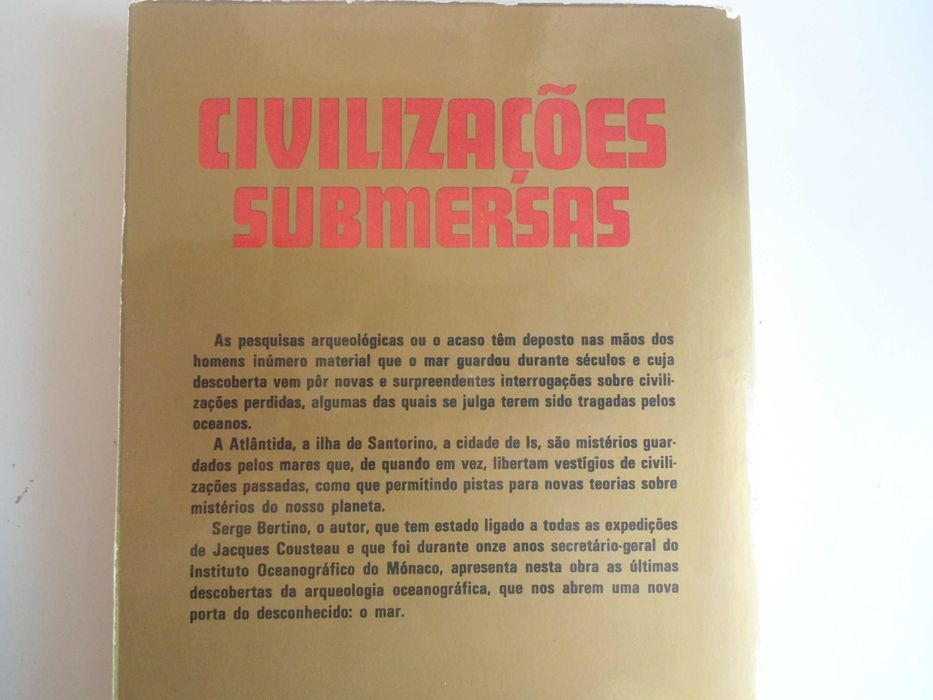 CIVILIZAÇÕES
SUBMERSAS
As pesquisas arqueológicas ou o acaso têm deposto nas mãos dos
homens inúmero material que o mar guardou durante séculos e cuja
descoberta vem pôr novas e surpreendentes interrogações sobre civili-
zações perdidas, algumas das quais se julga terem sido tragadas pelos
oceanos.
A Atlântida, a ilha de Santorino, a cidade de Is, são mistérios guar-
dados pelos mares que, de quando em vez, libertam vestígios de civili-
zações passadas, como que permitindo pistas para novas teorias sobre
mistérios do nosso planeta.
Serge Bertino, o autor, que tem estado ligado a todas as expedições
de Jacques Cousteau e que foi durante onze anos secretário-geral do
Instituto Oceanográfico do Mónaco, apresenta nesta obra as últimas
descobertas da arqueologia oceanográfica, que nos abrem uma nova
porta do desconhecido: o mar.